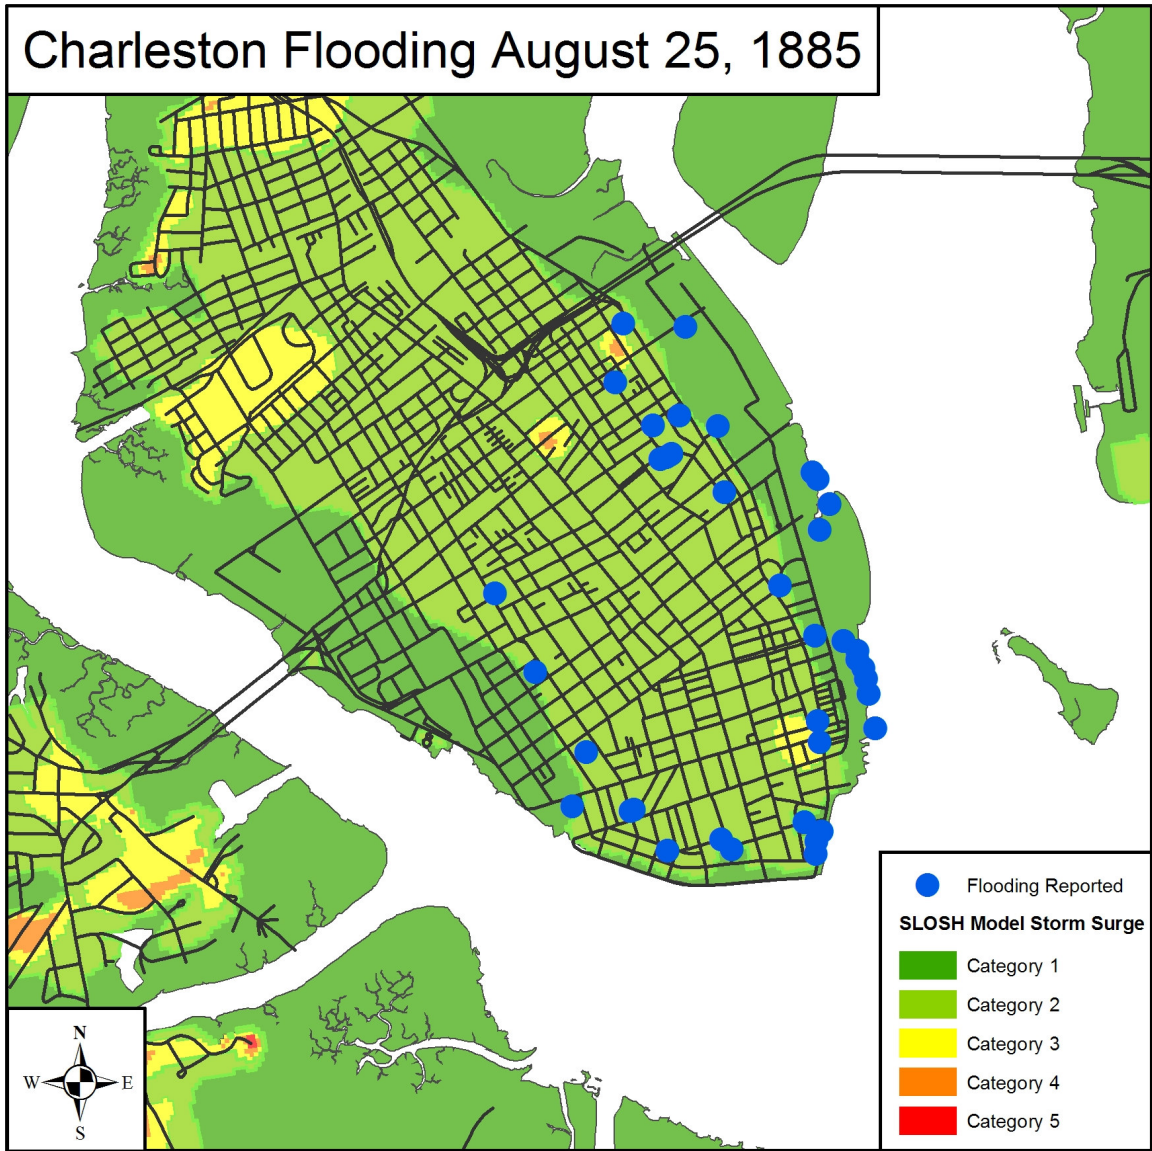 Charleston Flooding August 25, 1885
Flooding Reported
SLOSH Model Storm Surge
Category 1
Category 2
Category 3
Category 4
Category 5
N
W E
S